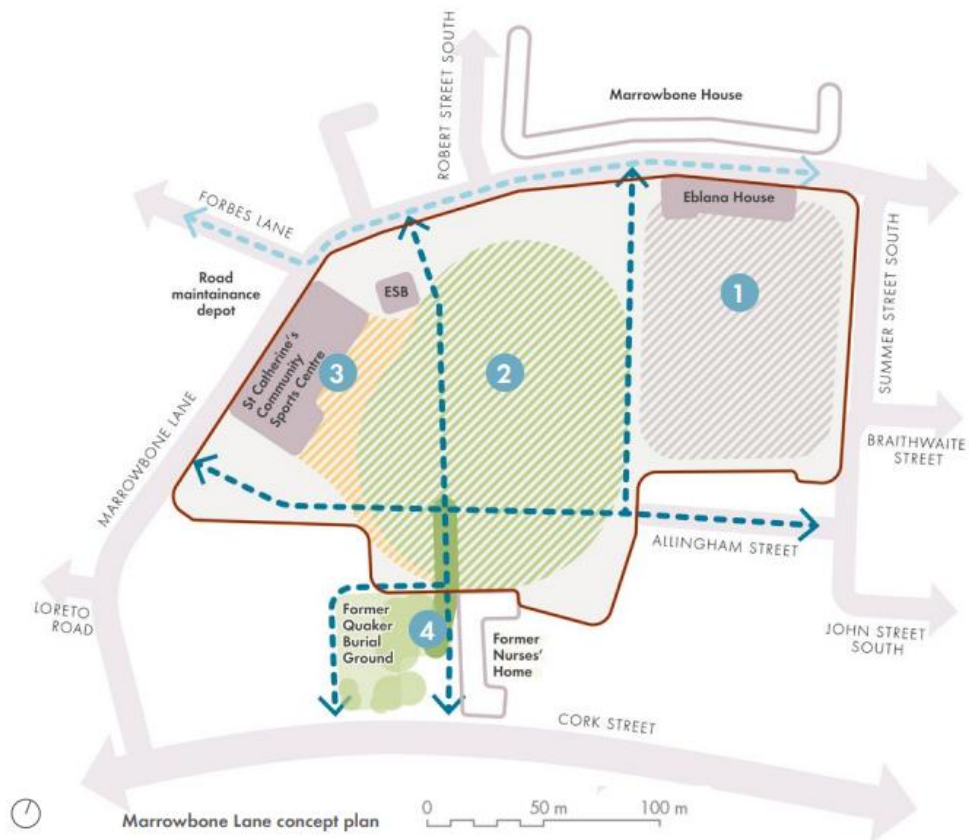 ROBERT STREET SOUTH
Marrowbone House
FORBES LANE
Eblana House
Road
maintainance
depot
ESB
1
SUMMER STREET SOUTH
St Catherine's
Community
Sports Centre
3
2
MARROWBONE LANE
BRAITHWAITE
STREET
ALLINGHAM STREET
LORETO
ROAD
Former
Quaker
Burial
Ground
4
Former
Nurses'
Home
JOHN STREET
SOUTH
CORK STREET
Marrowbone Lane concept plan
0 50 m 100 m